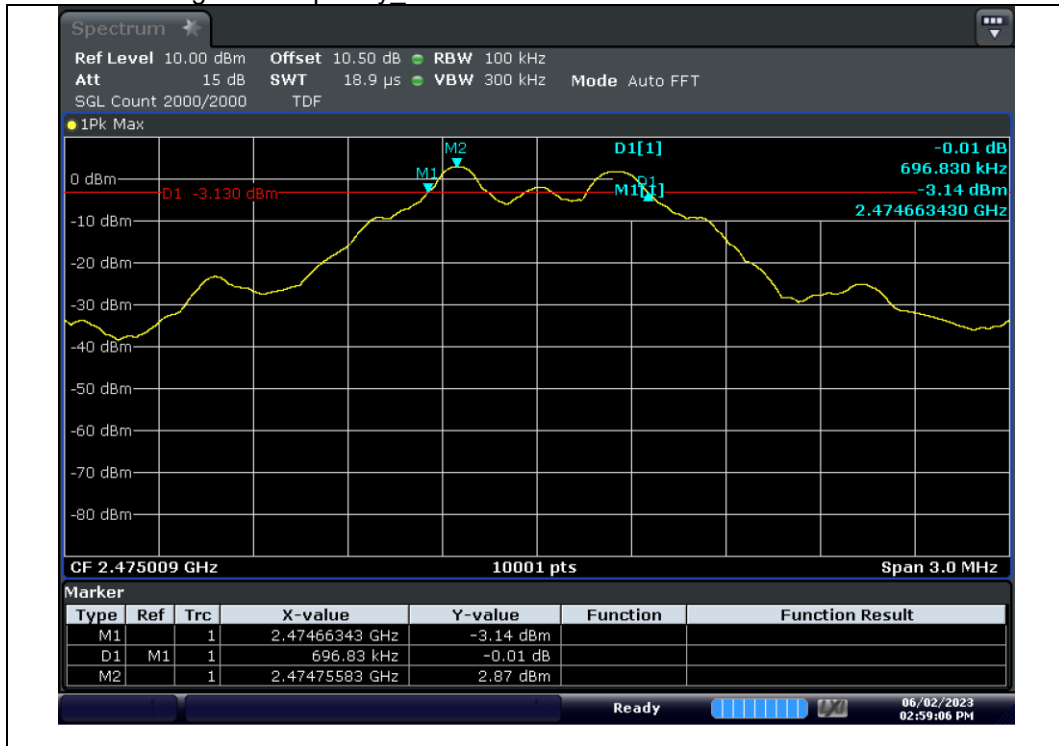 Spectrum
Ref Level 10.00 dBm Offset 10.50 dB RBW 100 kHz
Att 15 dB SWT 18.9 µs VBW 300 kHz Mode Auto FFT
SGL Count 2000/2000 TDF
1Pk Max
M2 D1[1] -0.01 dB
696.830 kHz
0 dBm M1 D1
D1 -3.130 dBm M1[1] -3.14 dBm
-10 dBm 2.474663430 GHz
-20 dBm
-30 dBm
-40 dBm
-50 dBm
-60 dBm
-70 dBm
-80 dBm
CF 2.475009 GHz 10001 pts Span 3.0 MHz
Marker
Type Ref Trc X-value Y-value Function Function Result
M1 1 2.47466343 GHz -3.14 dBm
D1 M1 1 696.83 kHz -0.01 dB
M2 1 2.47475583 GHz 2.87 dBm
Ready 06/02/2023
02:59:06 PM